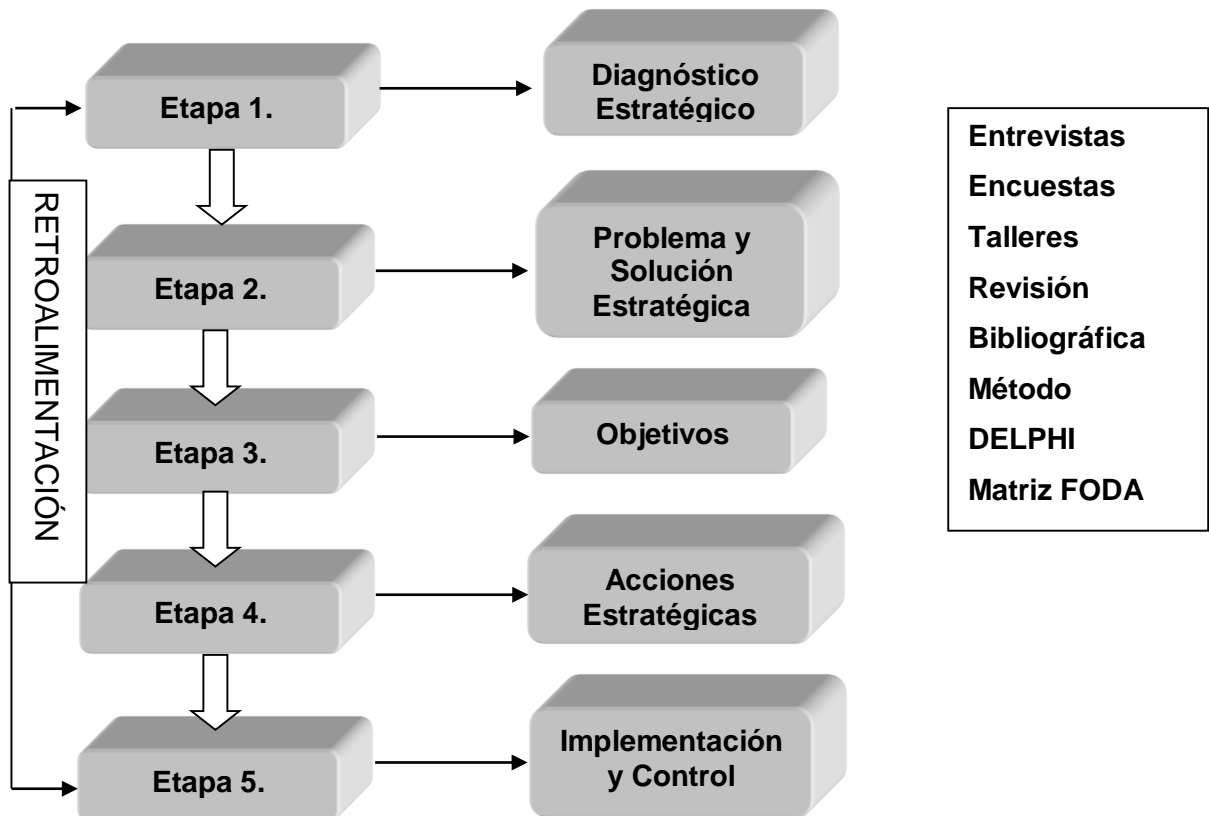 Etapa 1.
Diagnóstico
Estratégico
RETROALIMENTACIÓN
Etapa 2.
Problema y
Solución
Estratégica
Etapa 3.
Objetivos
Etapa 4.
Acciones
Estratégicas
Etapa 5.
Implementación
y Control
Entrevistas
Encuestas
Talleres
Revisión
Bibliográfica
Método
DELPHI
Matriz FODA